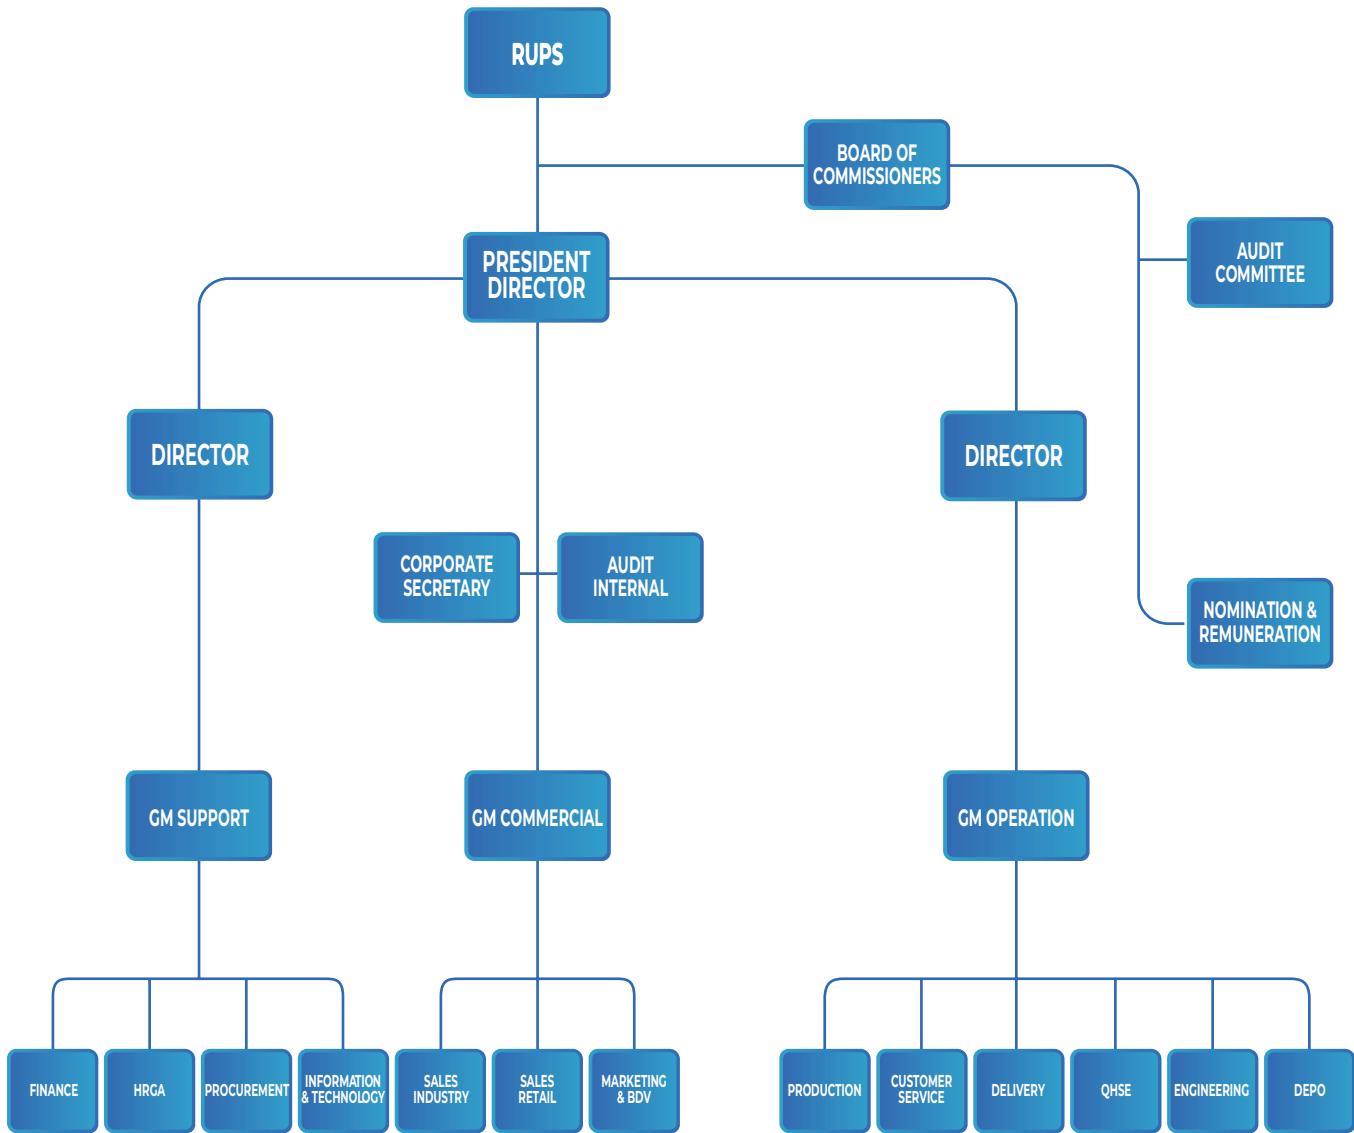 RUPS
BOARD OF
COMMISSIONERS
AUDIT
COMMITTEE
PRESIDENT
DIRECTOR
DIRECTOR
DIRECTOR
CORPORATE
SECRETARY
AUDIT
INTERNAL
NOMINATION &
REMUNERATION
GM SUPPORT
GM COMMERCIAL
GM OPERATION
FINANCE
HRGA
PROCUREMENT
INFORMATION
& TECHNOLOGY
SALES
INDUSTRY
SALES
RETAIL
MARKETING
& BDV
PRODUCTION
CUSTOMER
SERVICE
DELIVERY
QHSE
ENGINEERING
DEPO